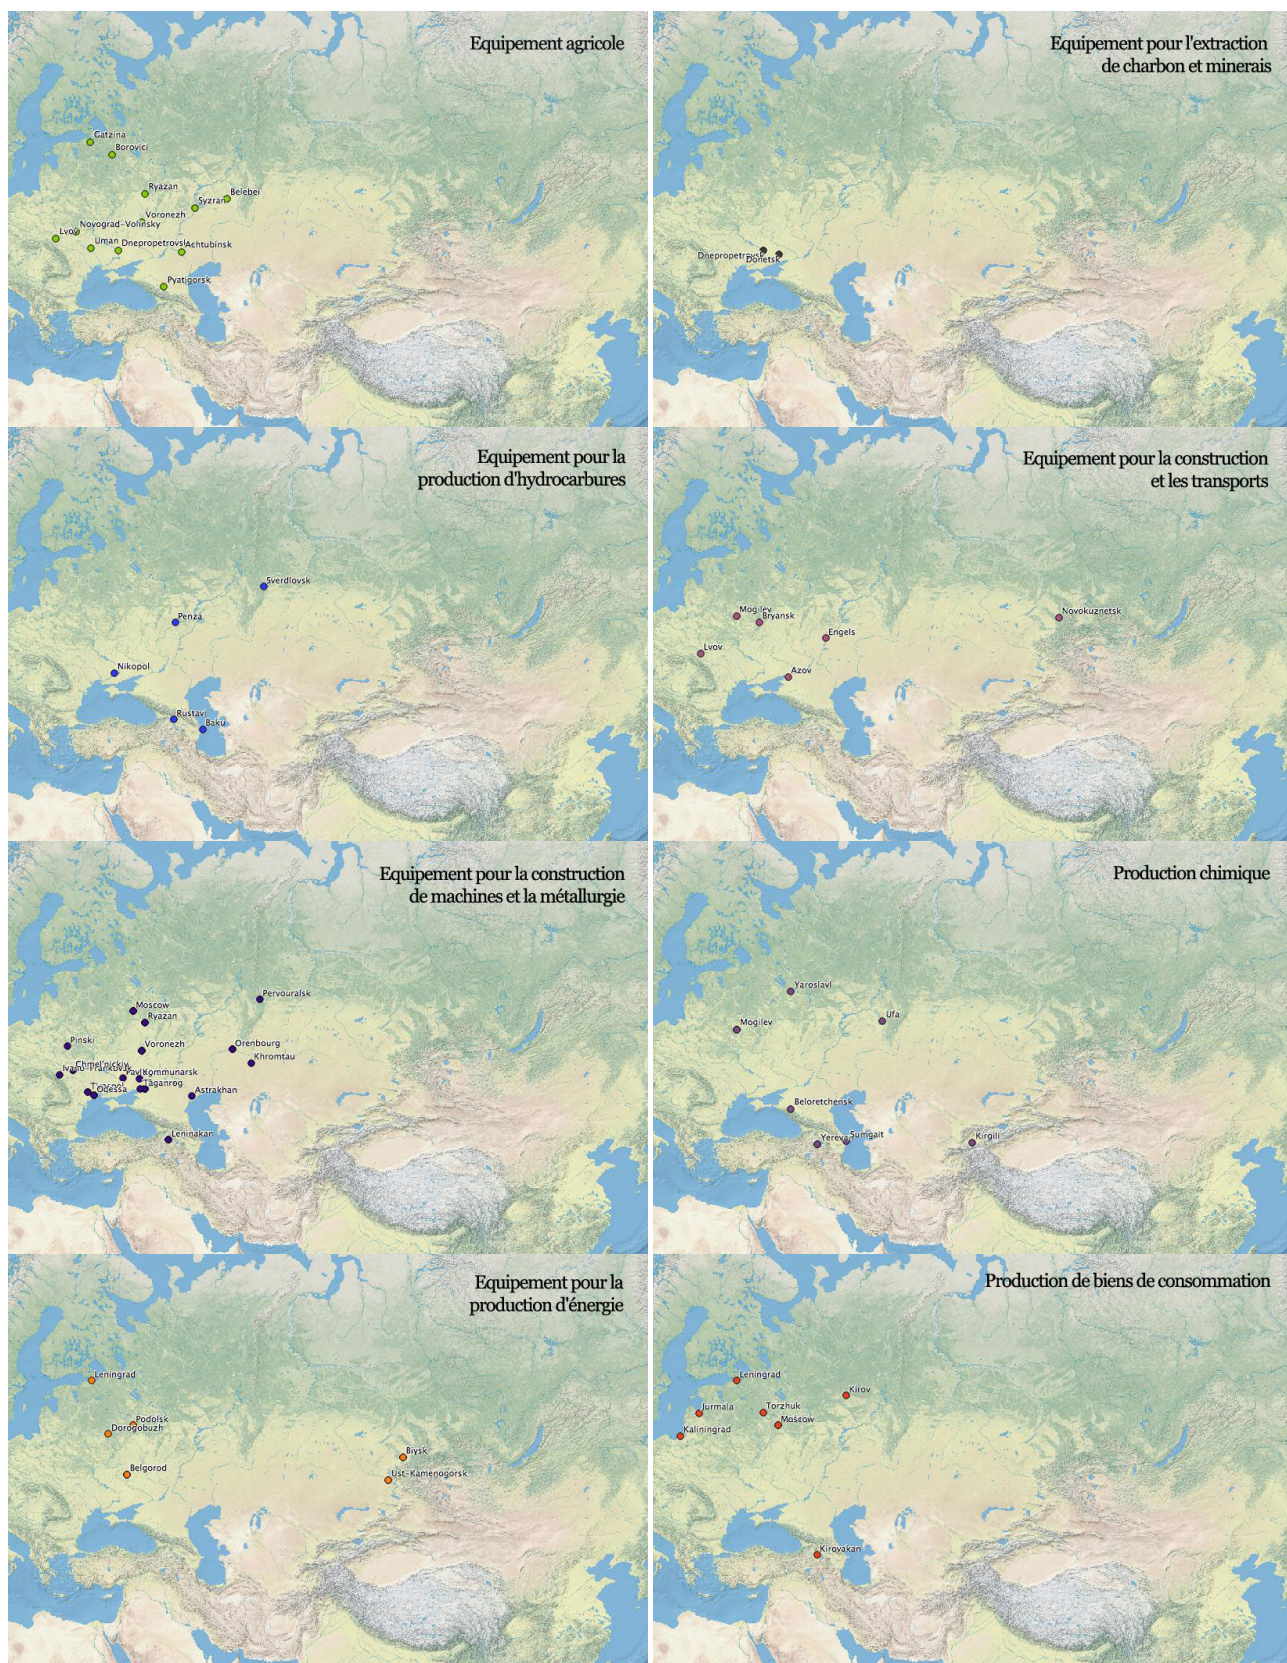 Equipement agricole
Gatzina
Borovici
Ryazan
Belebei
Syzran
Voronezh
Novograd-Volinsky
Lvov
Uman
Achtubinsk
Pyatigorsk
Equipement pour l'extraction
de charbon et minerais
Donetsk
Equipement pour la
production d'hydrocarbures
Sverdlovsk
Penza
Nikopol
Rustavi
Baku
Equipement pour la construction
et les transports
Mogilev
Bryansk
Novokuznetsk
Engels
Lvov
Azov
Equipement pour la construction
de machines et la métallurgie
Pervouralsk
Moscow
Ryazan
Pinski
Voronezh
Orenbourg
Khromtau
Chmel'nickiy
Kommunarsk
Taganrog
Odessa
Astrakhan
Leninakan
Production chimique
Yaroslavl
Ufa
Mogilev
Beloretchensk
Yerevan
Sumgait
Kirgili
Equipement pour la
production d'énergie
Leningrad
Podolsk
Dorogobuzh
Biysk
Belgorod
Ust-Kamenogorsk
Production de biens de consommation
Leningrad
Kirov
Jurmala
Torzhuk
Moscow
Kaliningrad
Kirovakan